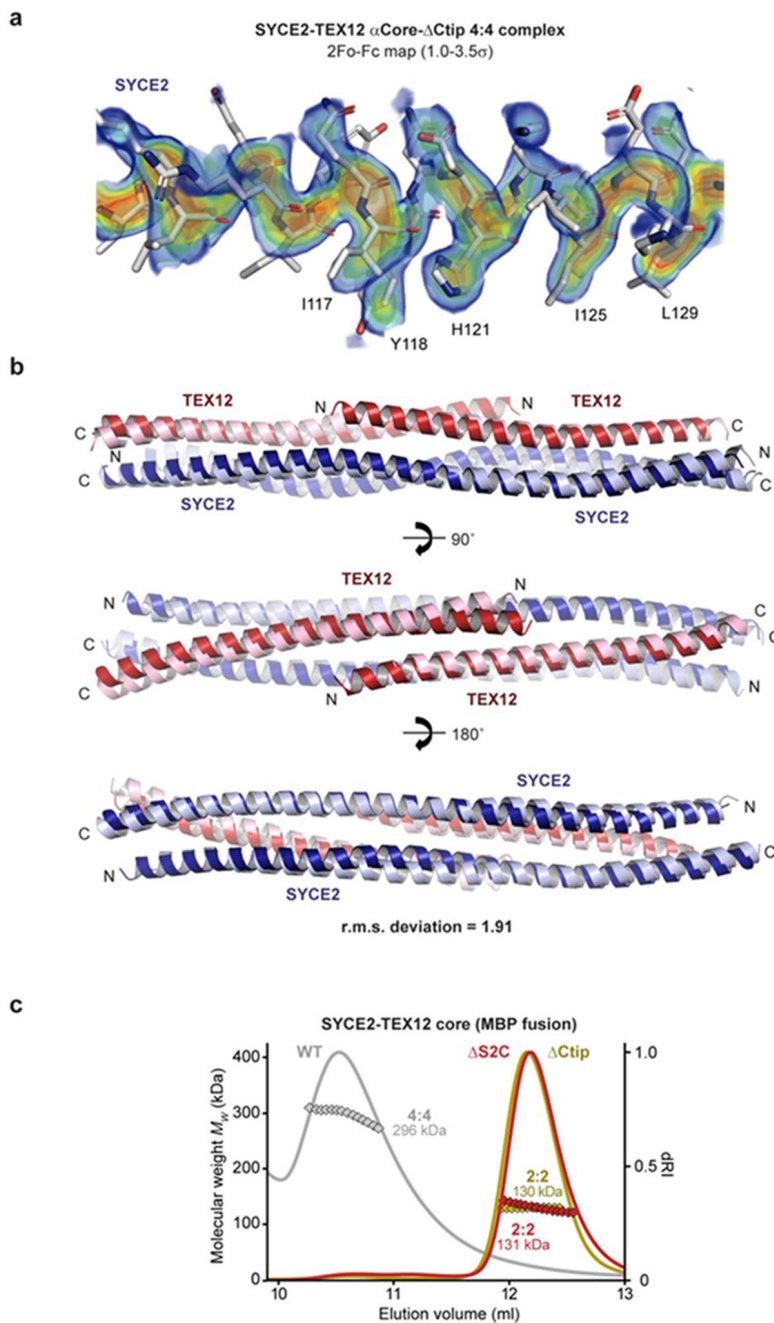 a
SYCE2-TEX12 αCore-ΔCtip 4:4 complex
2Fo-Fc map (1.0-3.5σ)
SYCE2
I117
Y118
H121
I125
L129
b
TEX12 N N TEX12
C C
N N
C C
SYCE2 SYCE2
90˚
TEX12
N N
C C
C C
N N
TEX12
180˚
SYCE2
N
C
C
N
SYCE2
r.m.s. deviation = 1.91
c
SYCE2-TEX12 core (MBP fusion)
WT ΔS2C ΔCtip
4:4
296 kDa
2:2
130 kDa
2:2
131 kDa
Molecular weight Mw (kDa)
400
300
200
100
0
1.0
0.5
0
dRI
10 11 12 13
Elution volume (ml)